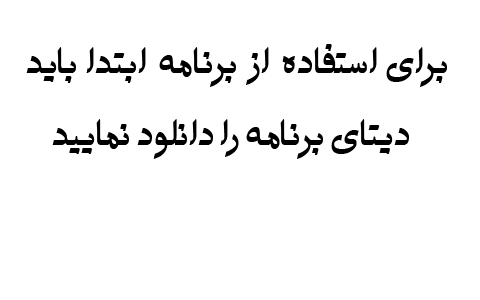 برای استفاده از برنامه ابتدا باید
دیتای برنامه را دانلود نمایید